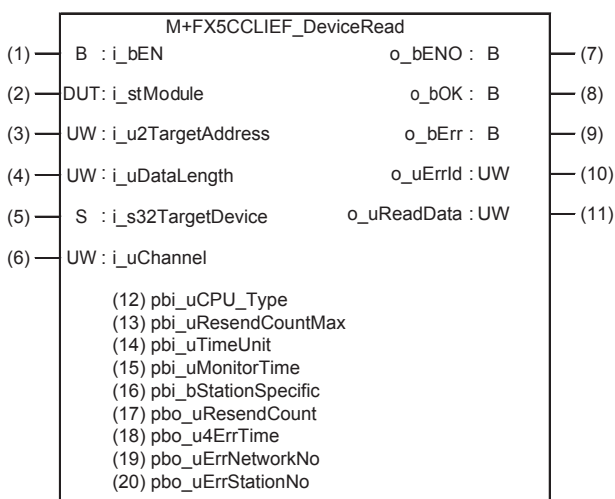 M+FX5CCLIEF_DeviceRead
(1) B : i_bEN o_bENO : B (7)
(2) DUT: i_stModule o_bOK : B (8)
(3) UW : i_u2TargetAddress o_bErr : B (9)
(4) UW : i_uDataLength o_uErrId : UW (10)
(5) S : i_s32TargetDevice o_uReadData : UW (11)
(6) UW : i_uChannel
(12) pbi_uCPU_Type
(13) pbi_uResendCountMax
(14) pbi_uTimeUnit
(15) pbi_uMonitorTime
(16) pbi_bStationSpecific
(17) pbo_uResendCount
(18) pbo_u4ErrTime
(19) pbo_uErrNetworkNo
(20) pbo_uErrStationNo